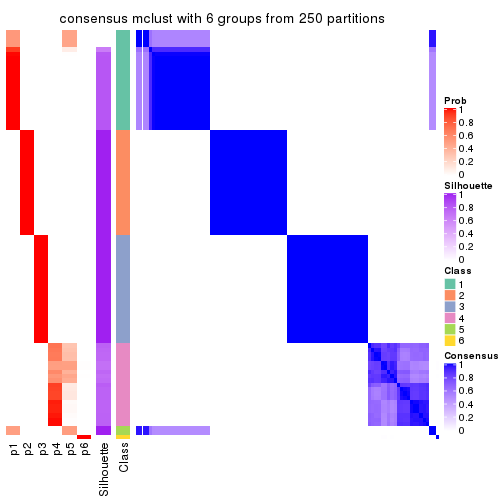 consensus mclust with 6 groups from 250 partitions
Prob
1
0.8
0.6
0.4
0.2
0
Silhouette
1
0.8
0.6
0.4
0.2
0
Class
1
2
3
4
5
6
Consensus
1
0.8
0.6
0.4
0.2
0
p1
p2
p3
p4
p5
p6
Silhouette
Class